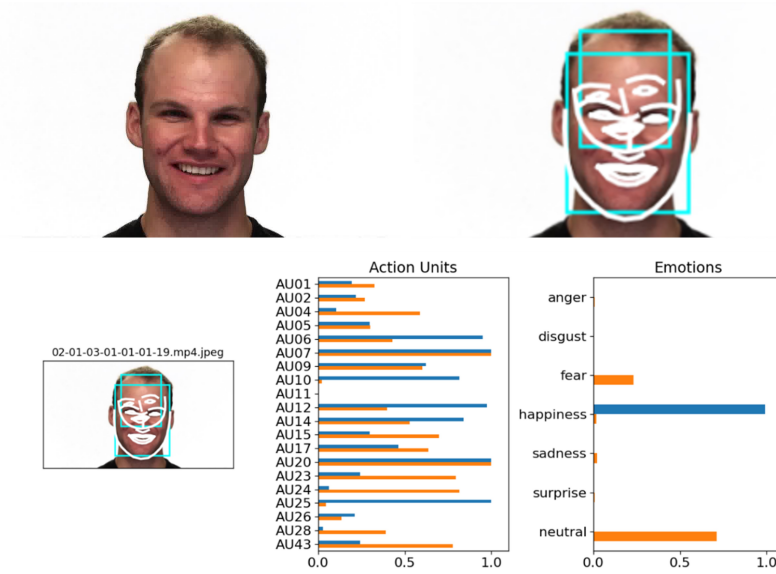 Action Units
Emotions
02-01-03-01-01-01-19.mp4.jpeg
AU01
AU02
AU04
AU05
AU06
AU07
AU09
AU10
AU11
AU12
AU14
AU15
AU17
AU20
AU23
AU24
AU25
AU26
AU28
AU43
0.0 0.5 1.0
anger
disgust
fear
happiness
sadness
surprise
neutral
0.0 0.5 1.0